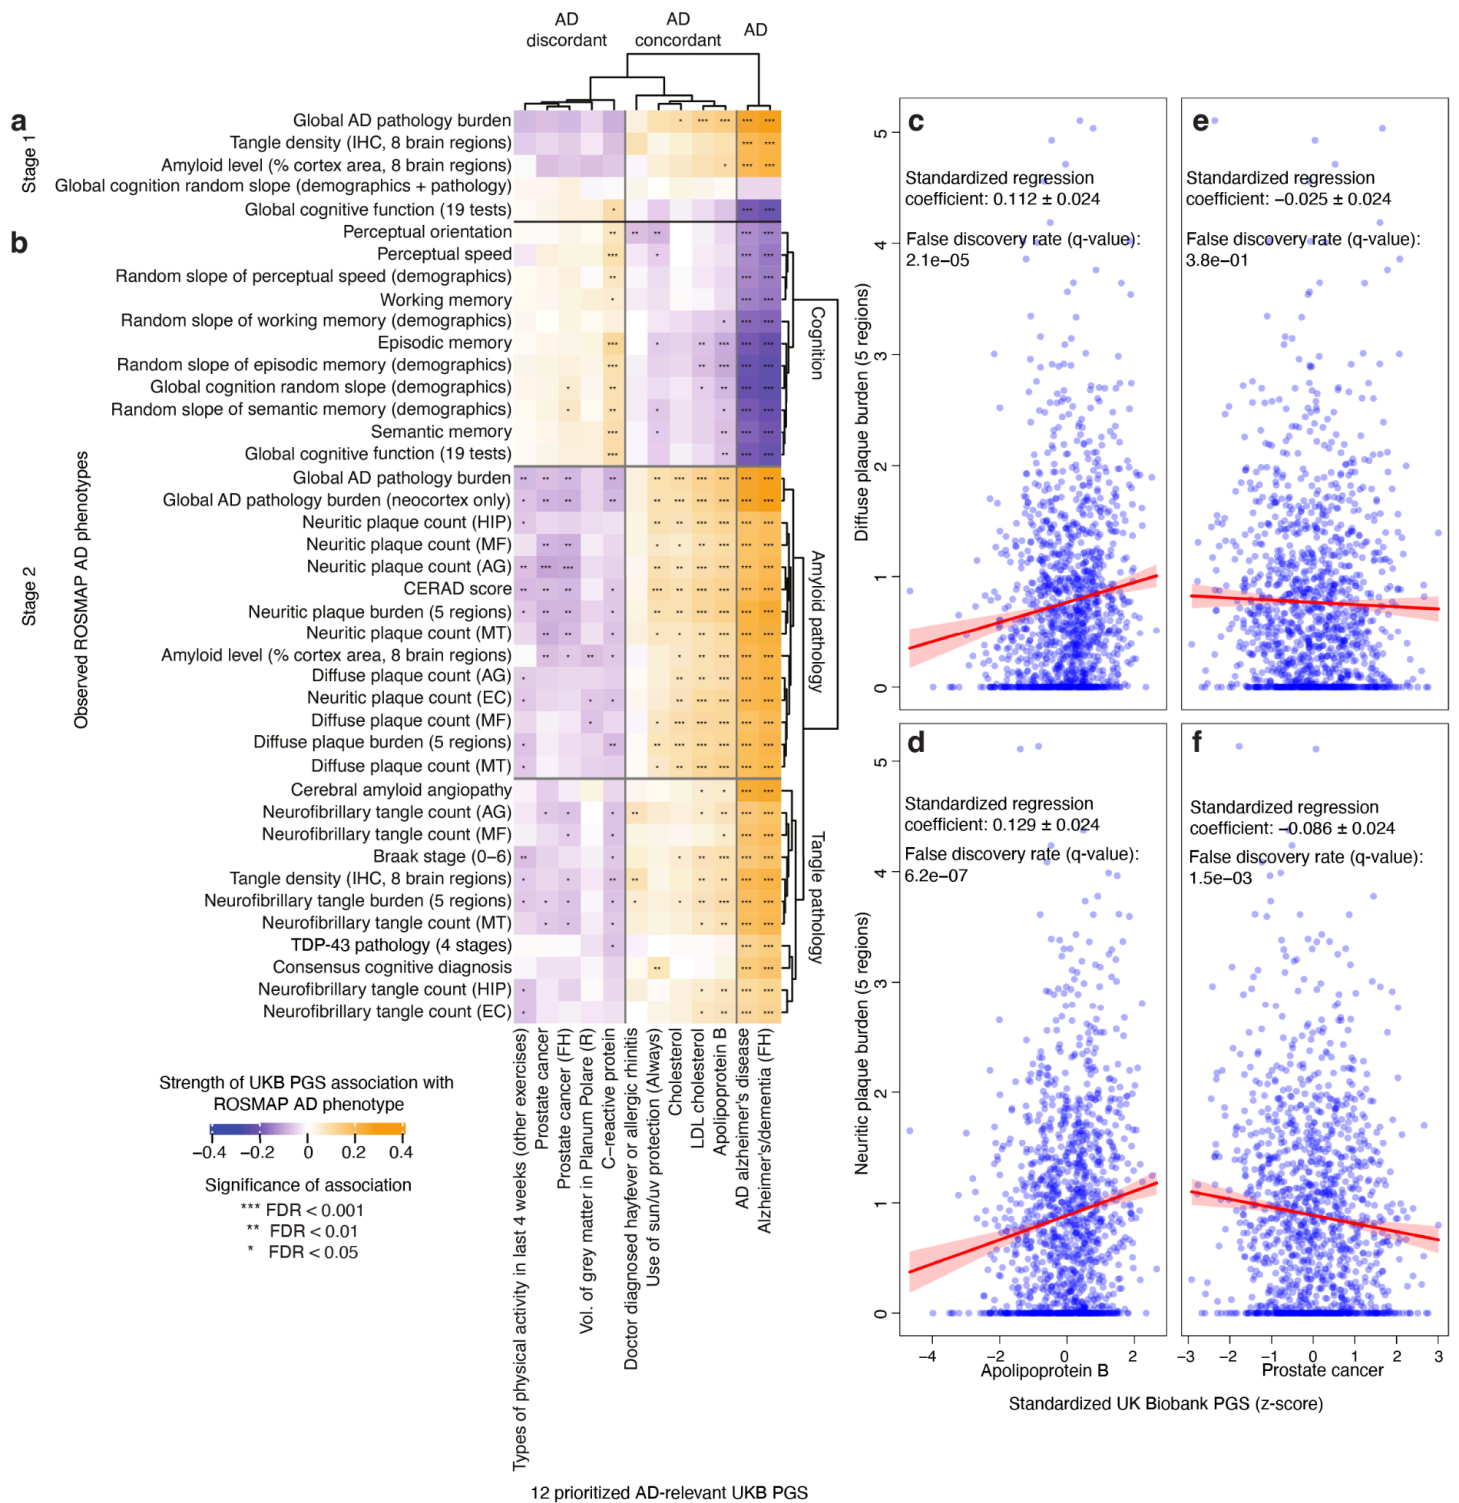 AD
discordant
AD
concordant
AD
a
Stage 1
Global AD pathology burden
Tangle density (IHC, 8 brain regions)
Amyloid level (% cortex area, 8 brain regions)
Global cognition random slope (demographics + pathology)
Global cognitive function (19 tests)
b
Stage 2
Observed ROSMAP AD phenotypes
Perceptual orientation
Perceptual speed
Random slope of perceptual speed (demographics)
Working memory
Random slope of working memory (demographics)
Episodic memory
Random slope of episodic memory (demographics)
Global cognition random slope (demographics)
Random slope of semantic memory (demographics)
Semantic memory
Global cognitive function (19 tests)
Global AD pathology burden
Global AD pathology burden (neocortex only)
Neuritic plaque count (HIP)
Neuritic plaque count (MF)
Neuritic plaque count (AG)
CERAD score
Neuritic plaque burden (5 regions)
Neuritic plaque count (MT)
Amyloid level (% cortex area, 8 brain regions)
Diffuse plaque count (AG)
Neuritic plaque count (EC)
Diffuse plaque count (MF)
Diffuse plaque burden (5 regions)
Diffuse plaque count (MT)
Cerebral amyloid angiopathy
Neurofibrillary tangle count (AG)
Neurofibrillary tangle count (MF)
Braak stage (0−6)
Tangle density (IHC, 8 brain regions)
Neurofibrillary tangle burden (5 regions)
Neurofibrillary tangle count (MT)
TDP-43 pathology (4 stages)
Consensus cognitive diagnosis
Neurofibrillary tangle count (HIP)
Neurofibrillary tangle count (EC)
Cognition
Amyloid pathology
Tangle pathology
Types of physical activity in last 4 weeks (other exercises)
Prostate cancer
Prostate cancer (FH)
Vol. of grey matter in Planum Polare (R)
C−reactive protein
Doctor diagnosed hayfever or allergic rhinitis
Use of sun/uv protection (Always)
Cholesterol
LDL cholesterol
Apolipoprotein B
AD alzheimer's disease
Alzheimer's/dementia (FH)
12 prioritized AD-relevant UKB PGS
Strength of UKB PGS association with
ROSMAP AD phenotype
−0.4 −0.2 0 0.2 0.4
Significance of association
*** FDR < 0.001
** FDR < 0.01
* FDR < 0.05
c
Standardized regression
coefficient: 0.112 ± 0.024
False discovery rate (q-value):
2.1e−05
Diffuse plaque burden (5 regions)
5
4
3
2
1
0
e
Standardized regression
coefficient: −0.025 ± 0.024
False discovery rate (q-value):
3.8e−01
d
Standardized regression
coefficient: 0.129 ± 0.024
False discovery rate (q-value):
6.2e−07
Neuritic plaque burden (5 regions)
5
4
3
2
1
0
−4 −2 0 2
Apolipoprotein B
f
Standardized regression
coefficient: −0.086 ± 0.024
False discovery rate (q-value):
1.5e−03
−3 −2 −1 0 1 2 3
Prostate cancer
Standardized UK Biobank PGS (z-score)